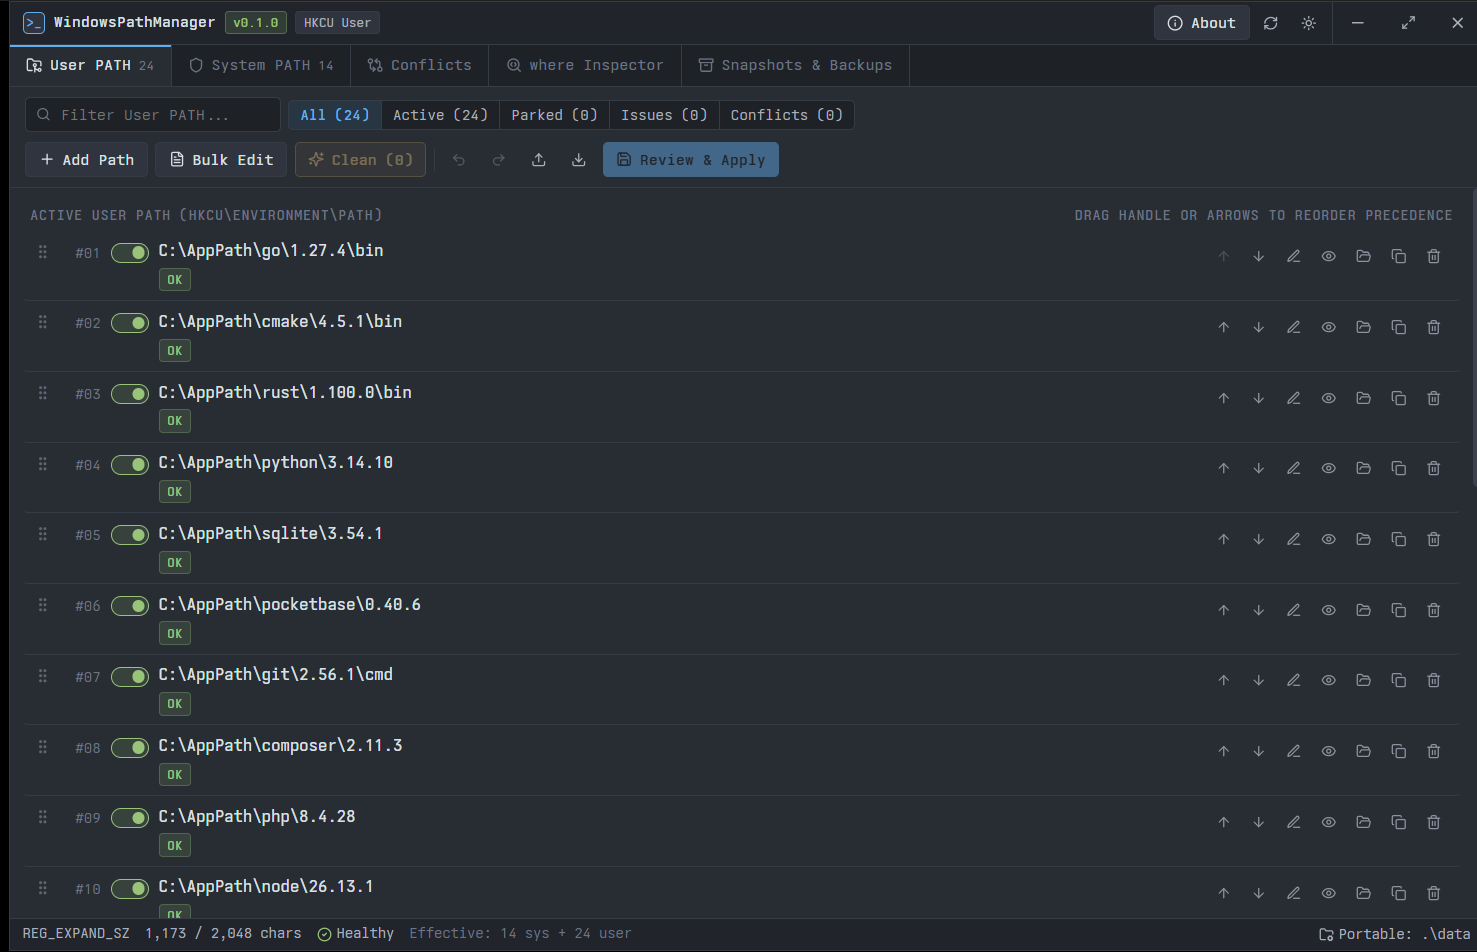 WindowsPathManager v0.1.0 HKCU User About
User PATH 24 System PATH 14 Conflicts where Inspector Snapshots & Backups
Filter User PATH... All (24) Active (24) Parked (0) Issues (0) Conflicts (0)
Add Path Bulk Edit Clean (0) Review & Apply
ACTIVE USER PATH (HKCU\ENVIRONMENT\PATH) DRAG HANDLE OR ARROWS TO REORDER PRECEDENCE
#01 C:\AppPath\go\1.27.4\bin
OK
#02 C:\AppPath\cmake\4.5.1\bin
OK
#03 C:\AppPath\rust\1.100.0\bin
OK
#04 C:\AppPath\python\3.14.10
OK
#05 C:\AppPath\sqlite\3.54.1
OK
#06 C:\AppPath\pocketbase\0.40.6
OK
#07 C:\AppPath\git\2.56.1\cmd
OK
#08 C:\AppPath\composer\2.11.3
OK
#09 C:\AppPath\php\8.4.28
OK
#10 C:\AppPath\node\26.13.1
OK
REG_EXPAND_SZ 1,173 / 2,048 chars Healthy Effective: 14 sys + 24 user Portable: .\data